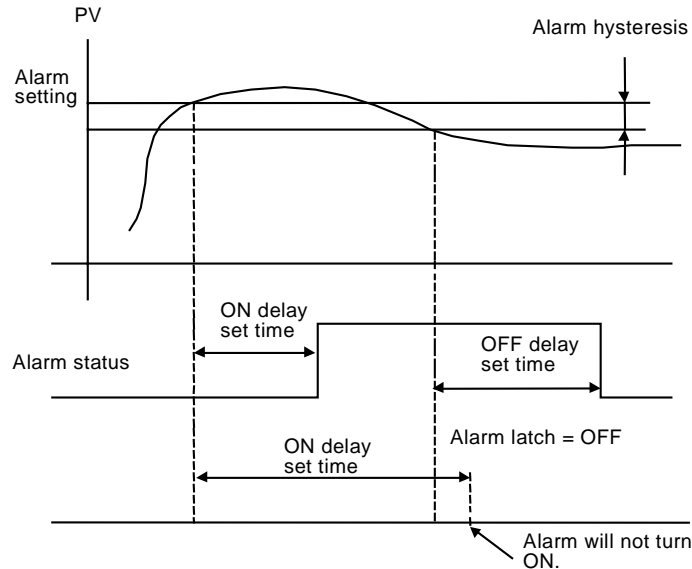 PV
Alarm hysteresis
Alarm
setting
ON delay
set time
OFF delay
set time
Alarm status
ON delay
set time
Alarm latch = OFF
Alarm will not turn
ON.